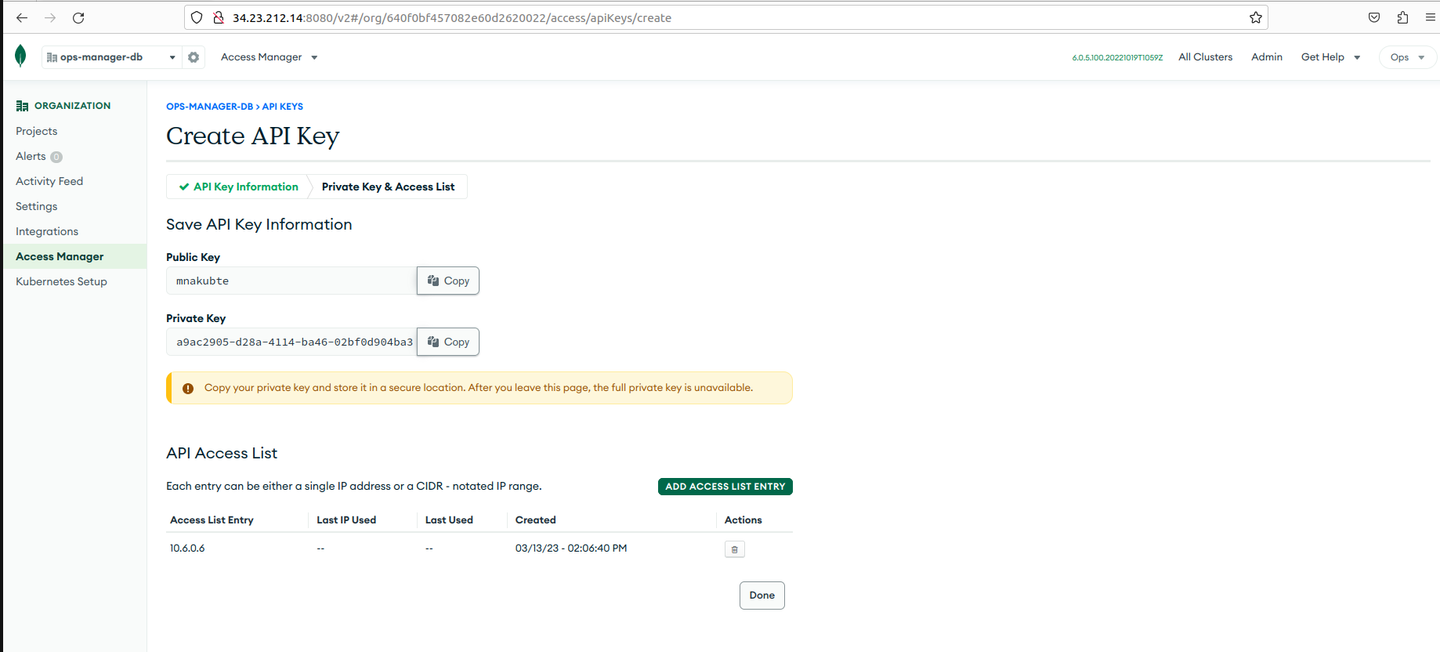 34.23.212.14:8080/v2#/org/640f0bf457082e60d2620022/access/apiKeys/create
ops-manager-db
Access Manager
6.0.5.100.20221019T1059Z
All Clusters
Admin
Get Help
Ops
ORGANIZATION
Projects
Alerts 0
Activity Feed
Settings
Integrations
Access Manager
Kubernetes Setup
OPS-MANAGER-DB > API KEYS
Create API Key
API Key Information
Private Key & Access List
Save API Key Information
Public Key
mnakubte Copy
Private Key
a9ac2905-d28a-4114-ba46-02bf0d904ba3 Copy
Copy your private key and store it in a secure location. After you leave this page, the full private key is unavailable.
API Access List
Each entry can be either a single IP address or a CIDR - notated IP range.
ADD ACCESS LIST ENTRY
Access List Entry Last IP Used Last Used Created Actions
10.6.0.6 -- -- 03/13/23 - 02:06:40 PM
Done